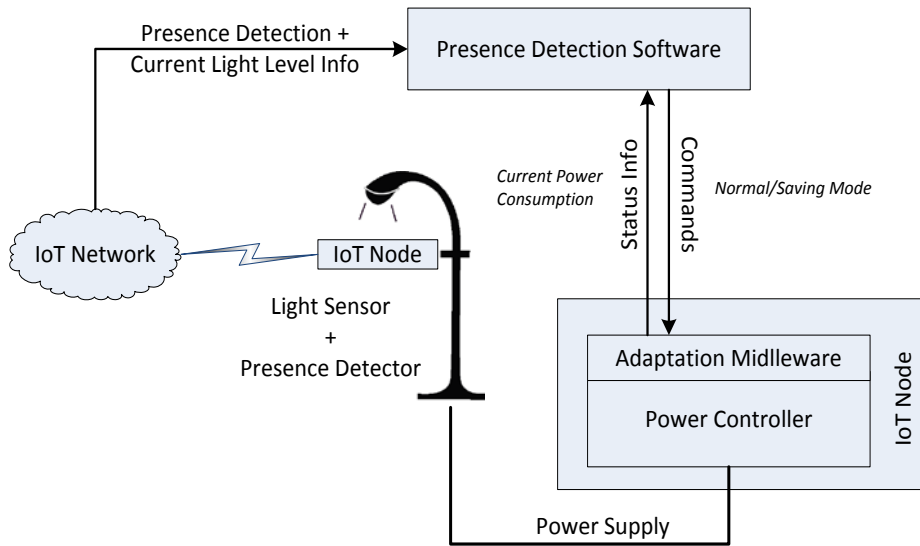 Presence Detection +
Current Light Level Info
Presence Detection Software
Current Power
Consumption
Status Info
Commands
Normal/Saving Mode
IoT Network
IoT Node
Light Sensor
+
Presence Detector
Adaptation Midlleware
Power Controller
IoT Node
Power Supply